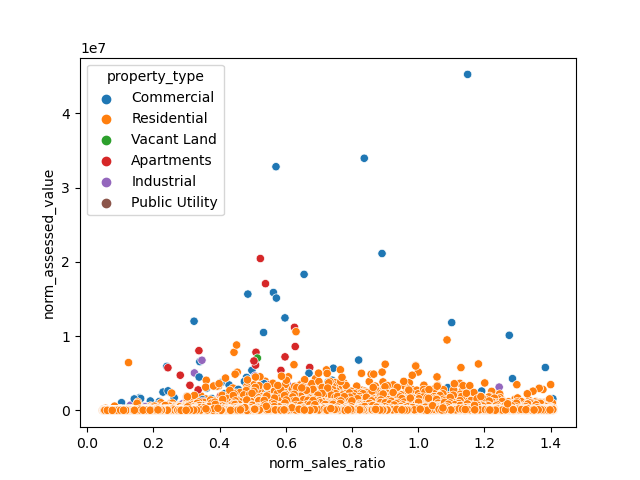 1e7
property_type
Commercial
Residential
Vacant Land
Apartments
Industrial
Public Utility
norm_assessed_value
4
3
2
1
0
0.0 0.2 0.4 0.6 0.8 1.0 1.2 1.4
norm_sales_ratio